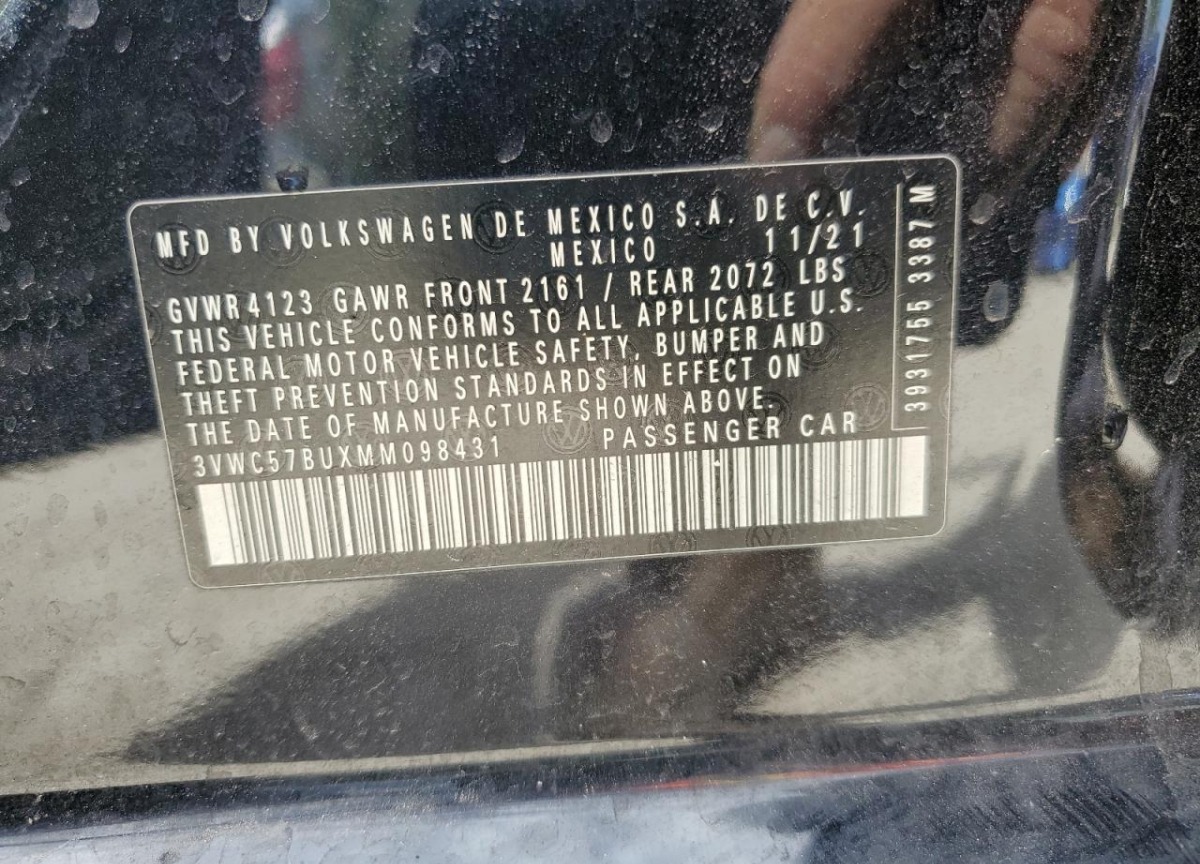 MFD BY VOLKSWAGEN DE MEXICO S.A. DE C.V.
MEXICO 11/21
GVWR 4123 GAWR FRONT 2161 / REAR 2072 LBS
THIS VEHICLE CONFORMS TO ALL APPLICABLE U.S.
FEDERAL MOTOR VEHICLE SAFETY, BUMPER AND
THEFT PREVENTION STANDARDS IN EFFECT ON
THE DATE OF MANUFACTURE SHOWN ABOVE.
3VWC57BUXMM098431 PASSENGER CAR
3931755 3387 M